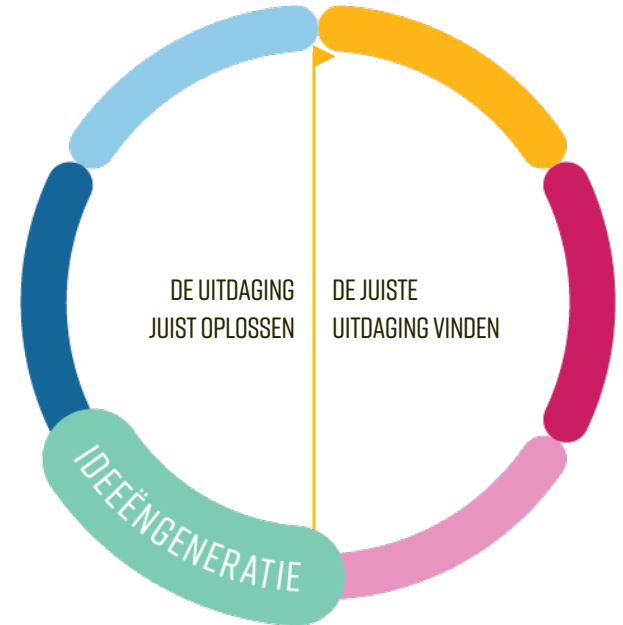 DE UITDAGING
JUIST OPLOSSEN
DE JUISTE
UITDAGING VINDEN
IDEEËNGENERATIE